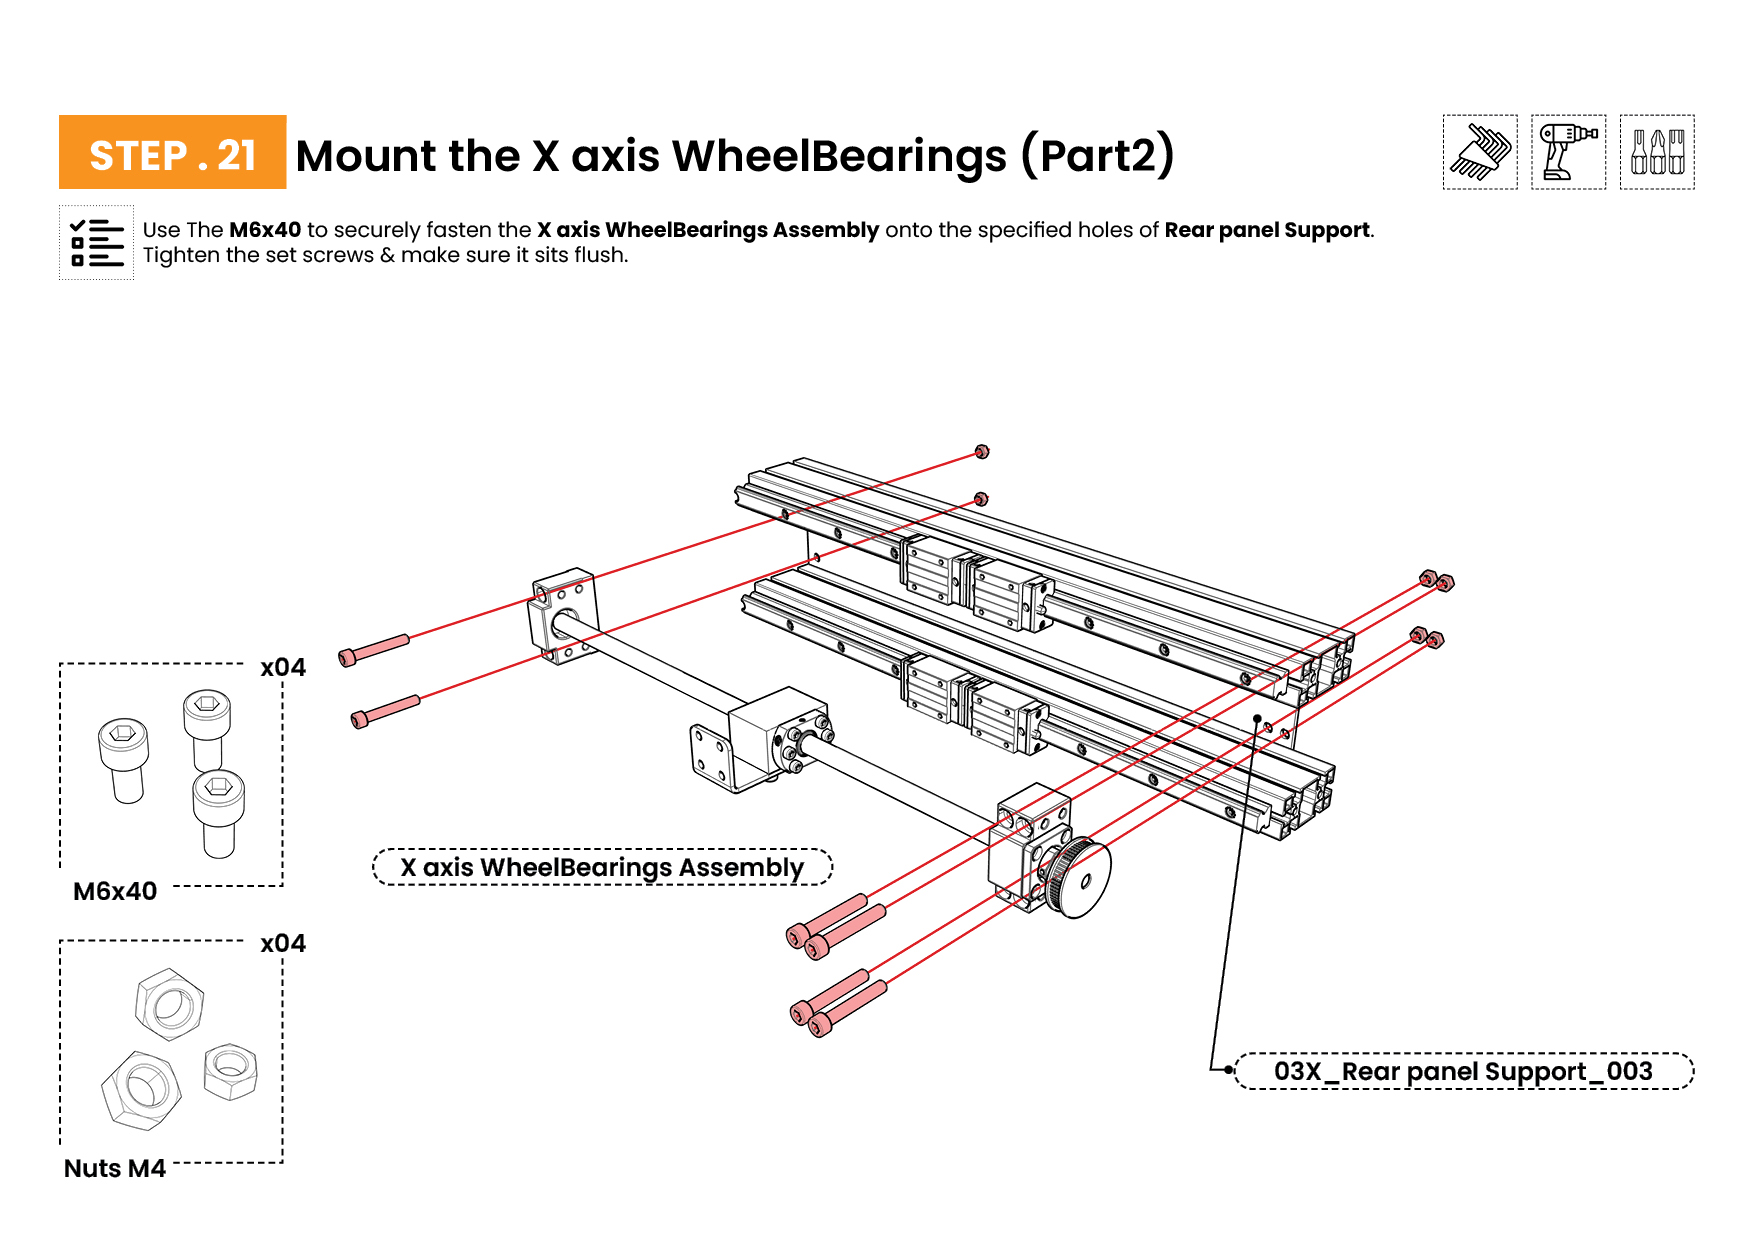 STEP . 21
Mount the X axis WheelBearings (Part2)
Use The M6x40 to securely fasten the X axis WheelBearings Assembly onto the specified holes of Rear panel Support.
Tighten the set screws & make sure it sits flush.
x04
M6x40
X axis WheelBearings Assembly
x04
Nuts M4
03X_Rear panel Support_003